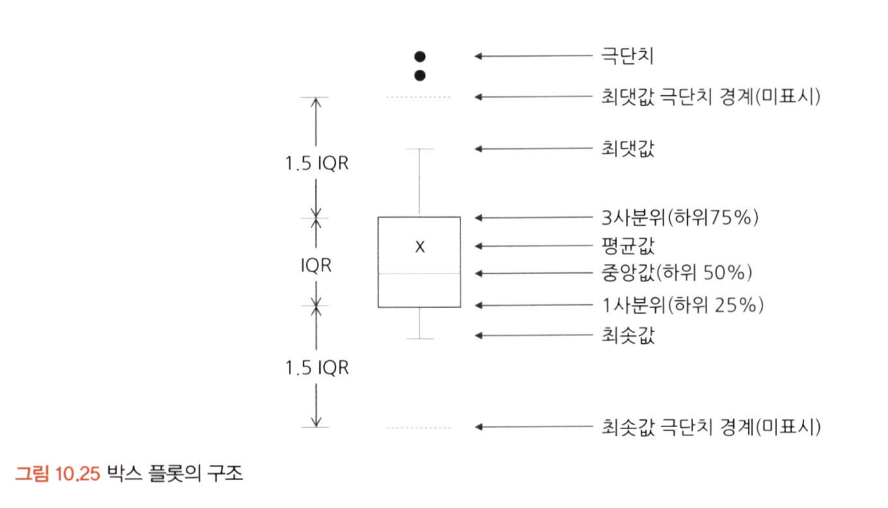 극단치
최댓값 극단치 경계(미표시)
최댓값
1.5 IQR
3사분위(하위75%)
X
평균값
IQR
중앙값(하위 50%)
1사분위(하위 25%)
최솟값
1.5 IQR
최솟값 극단치 경계(미표시)
그림 10.25 박스 플롯의 구조